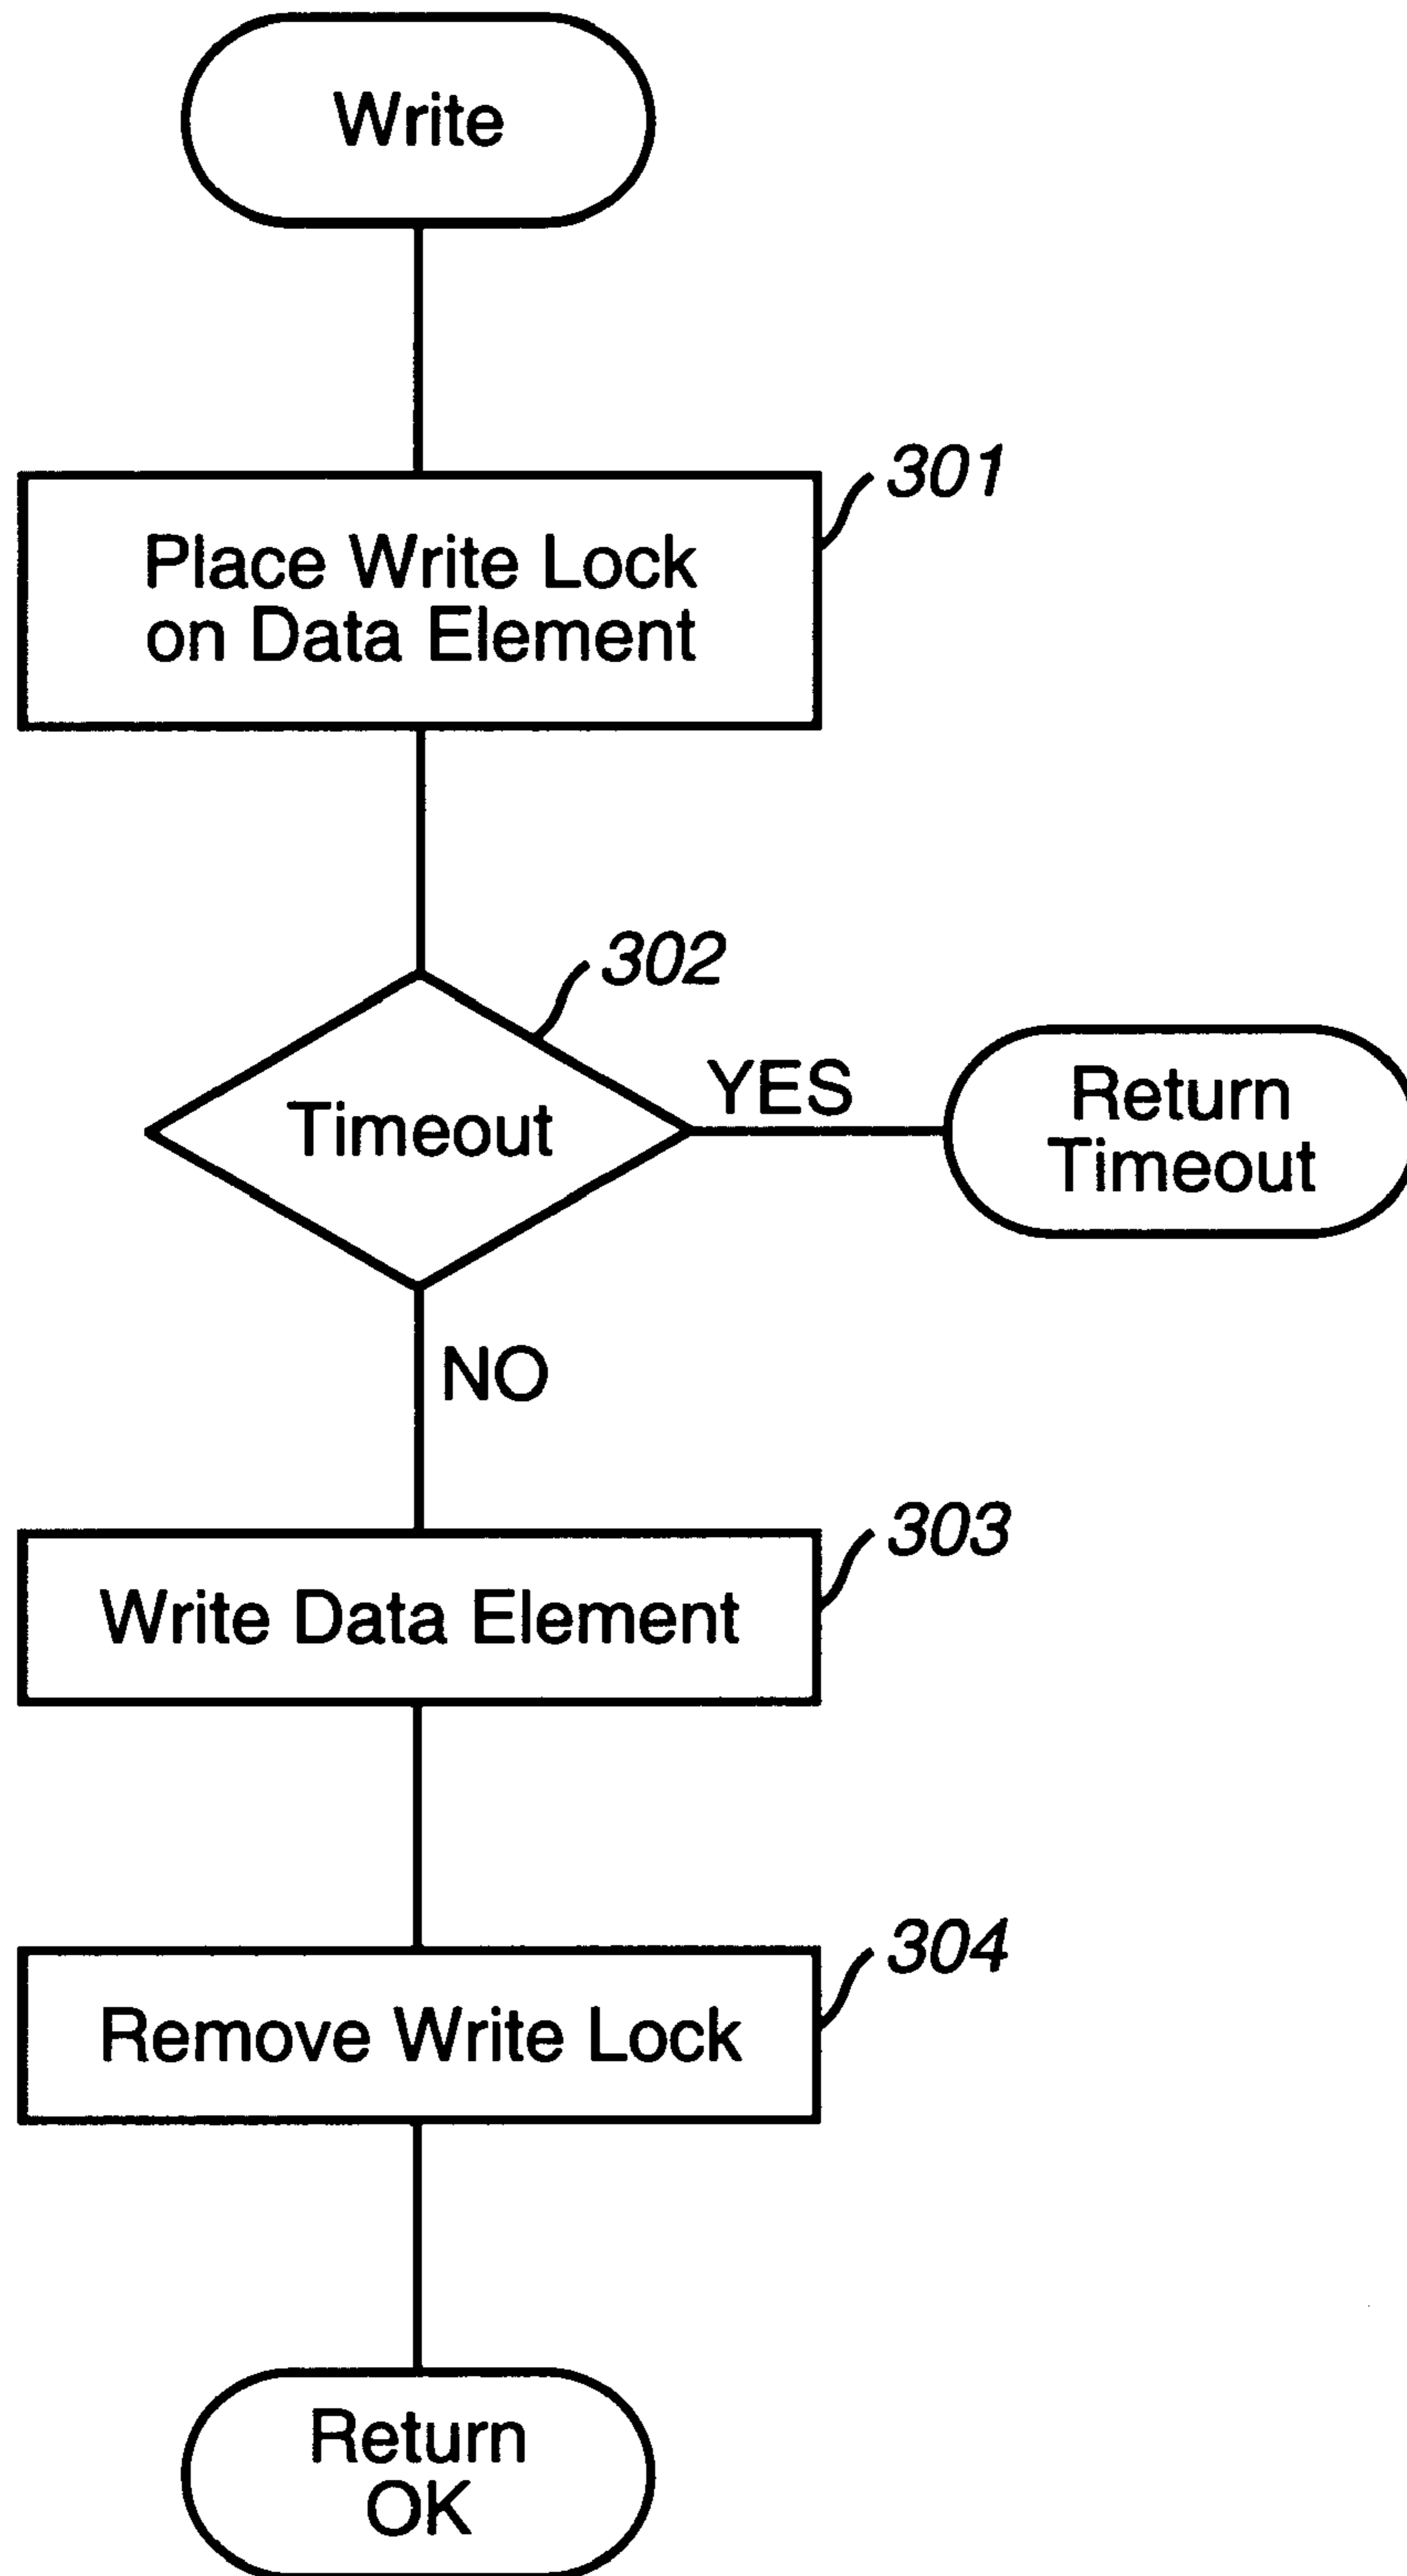 Write
301
Place Write Lock
on Data Element
302
Timeout
YES
Return
Timeout
NO
303
Write Data Element
304
Remove Write Lock
Return
OK